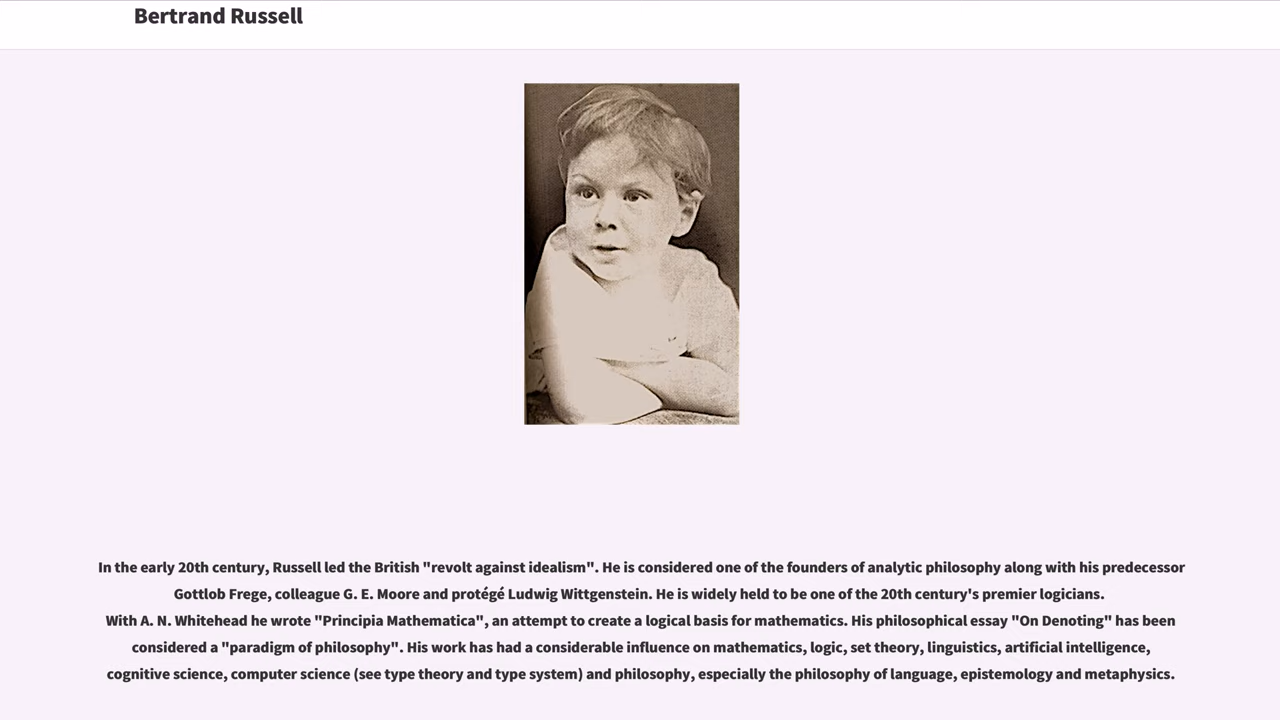 Bertrand Russell
In the early 20th century, Russell led the British "revolt against idealism". He is considered one of the founders of analytic philosophy along with his predecessor
Gottlob Frege, colleague G. E. Moore and protégé Ludwig Wittgenstein. He is widely held to be one of the 20th century's premier logicians.
With A. N. Whitehead he wrote "Principia Mathematica", an attempt to create a logical basis for mathematics. His philosophical essay "On Denoting" has been
considered a "paradigm of philosophy". His work has had a considerable influence on mathematics, logic, set theory, linguistics, artificial intelligence,
cognitive science, computer science (see type theory and type system) and philosophy, especially the philosophy of language, epistemology and metaphysics.